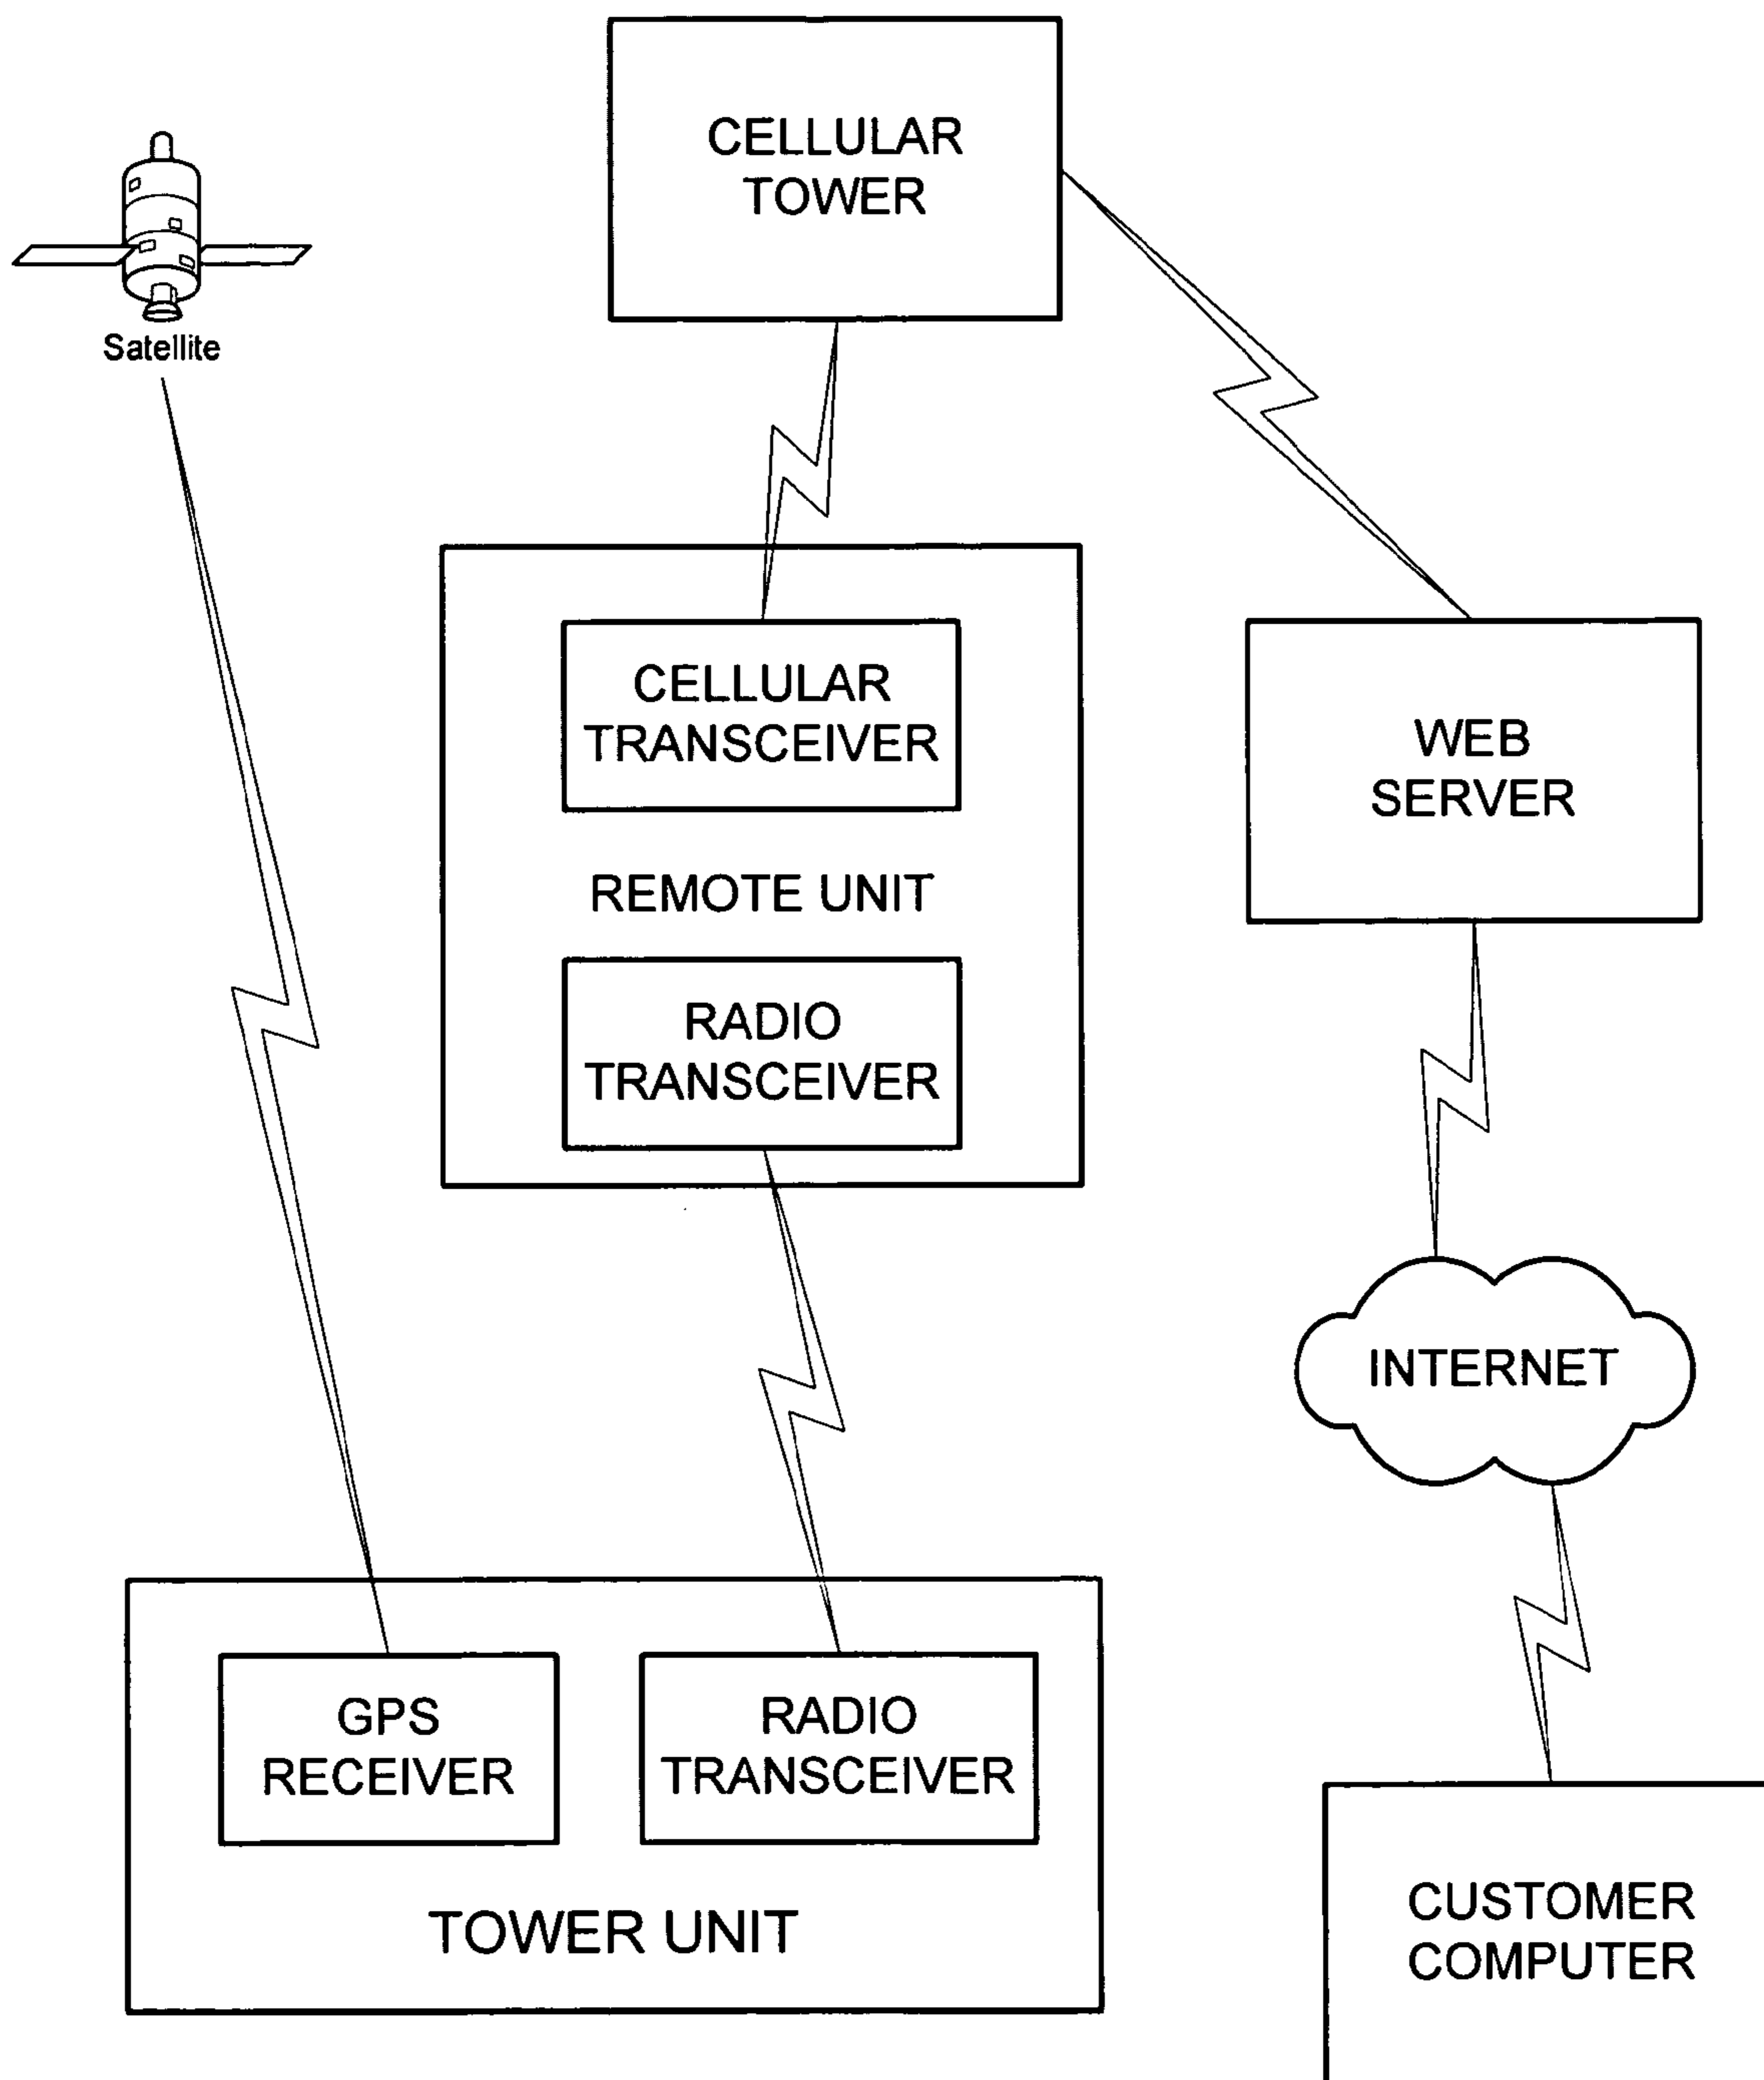 CELLULAR
TOWER
Satellite
CELLULAR
TRANSCEIVER
REMOTE UNIT
RADIO
TRANSCEIVER
WEB
SERVER
INTERNET
GPS
RECEIVER
RADIO
TRANSCEIVER
TOWER UNIT
CUSTOMER
COMPUTER